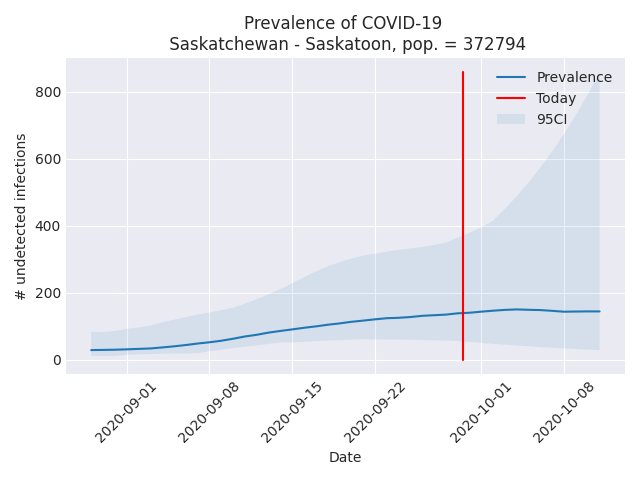 Prevalence of COVID-19
Saskatchewan - Saskatoon, pop. = 372794
Prevalence
Today
95CI
# undetected infections
800
600
400
200
0
2020-09-01
2020-09-08
2020-09-15
2020-09-22
2020-10-01
2020-10-08
Date